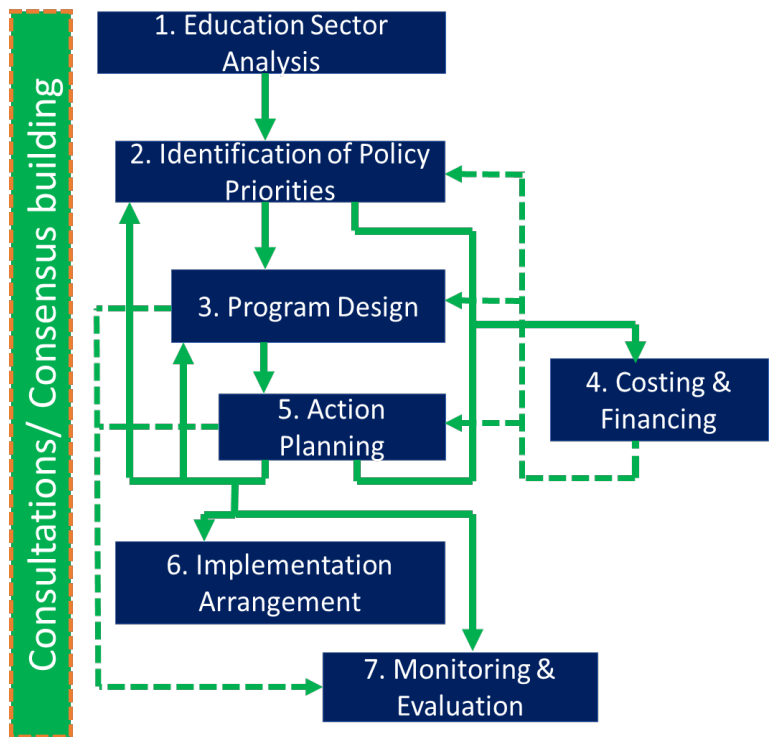 Consultations/ Consensus building
1. Education Sector
Analysis
2. Identification of Policy
Priorities
3. Program Design
4. Costing &
Financing
5. Action
Planning
6. Implementation
Arrangement
7. Monitoring &
Evaluation